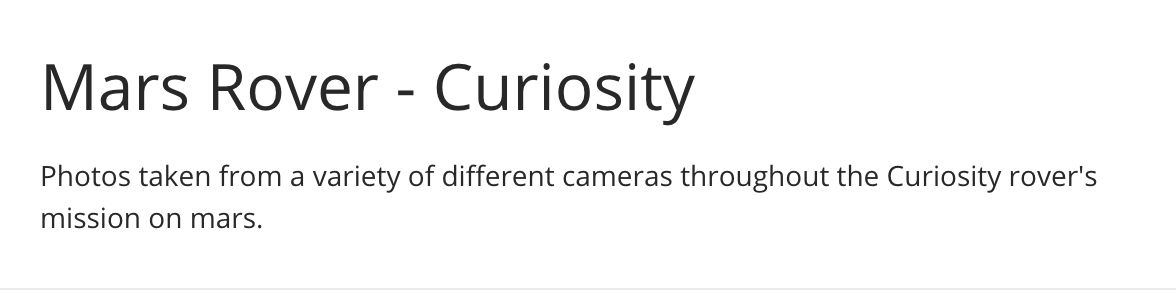 Mars Rover - Curiosity
Photos taken from a variety of different cameras throughout the Curiosity rover's
mission on mars.